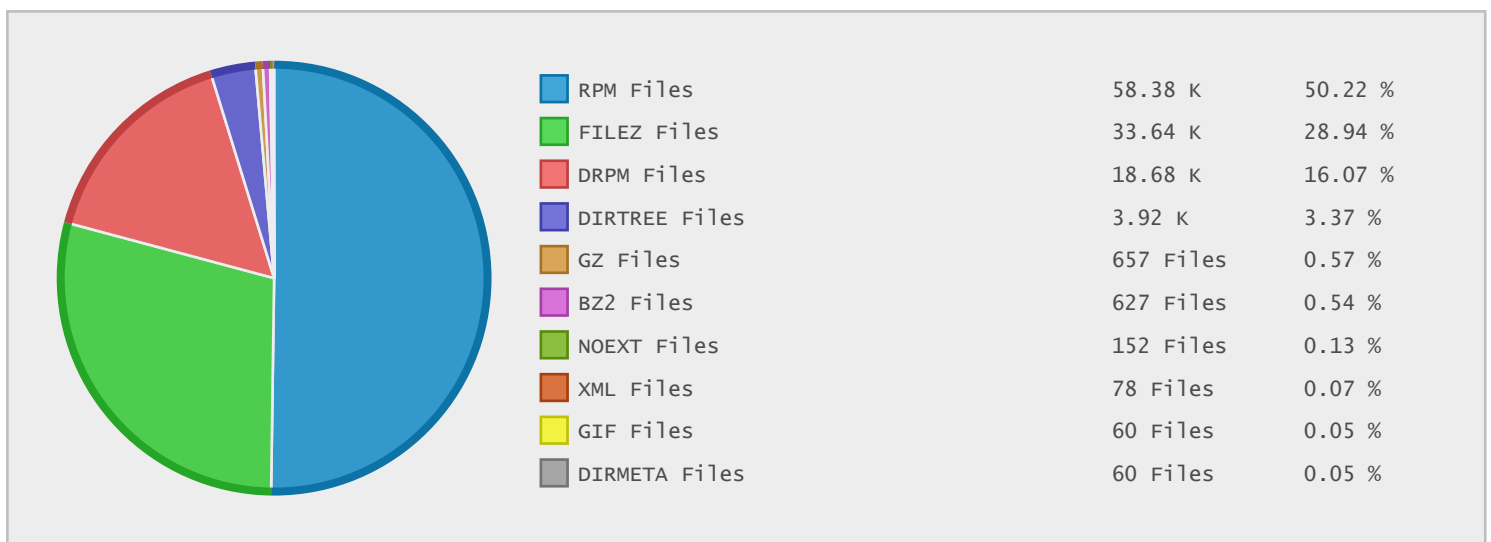 RPM Files 58.38 K 50.22 %
FILEZ Files 33.64 K 28.94 %
DRPM Files 18.68 K 16.07 %
DIRTREE Files 3.92 K 3.37 %
GZ Files 657 Files 0.57 %
BZ2 Files 627 Files 0.54 %
NOEXT Files 152 Files 0.13 %
XML Files 78 Files 0.07 %
GIF Files 60 Files 0.05 %
DIRMETA Files 60 Files 0.05 %